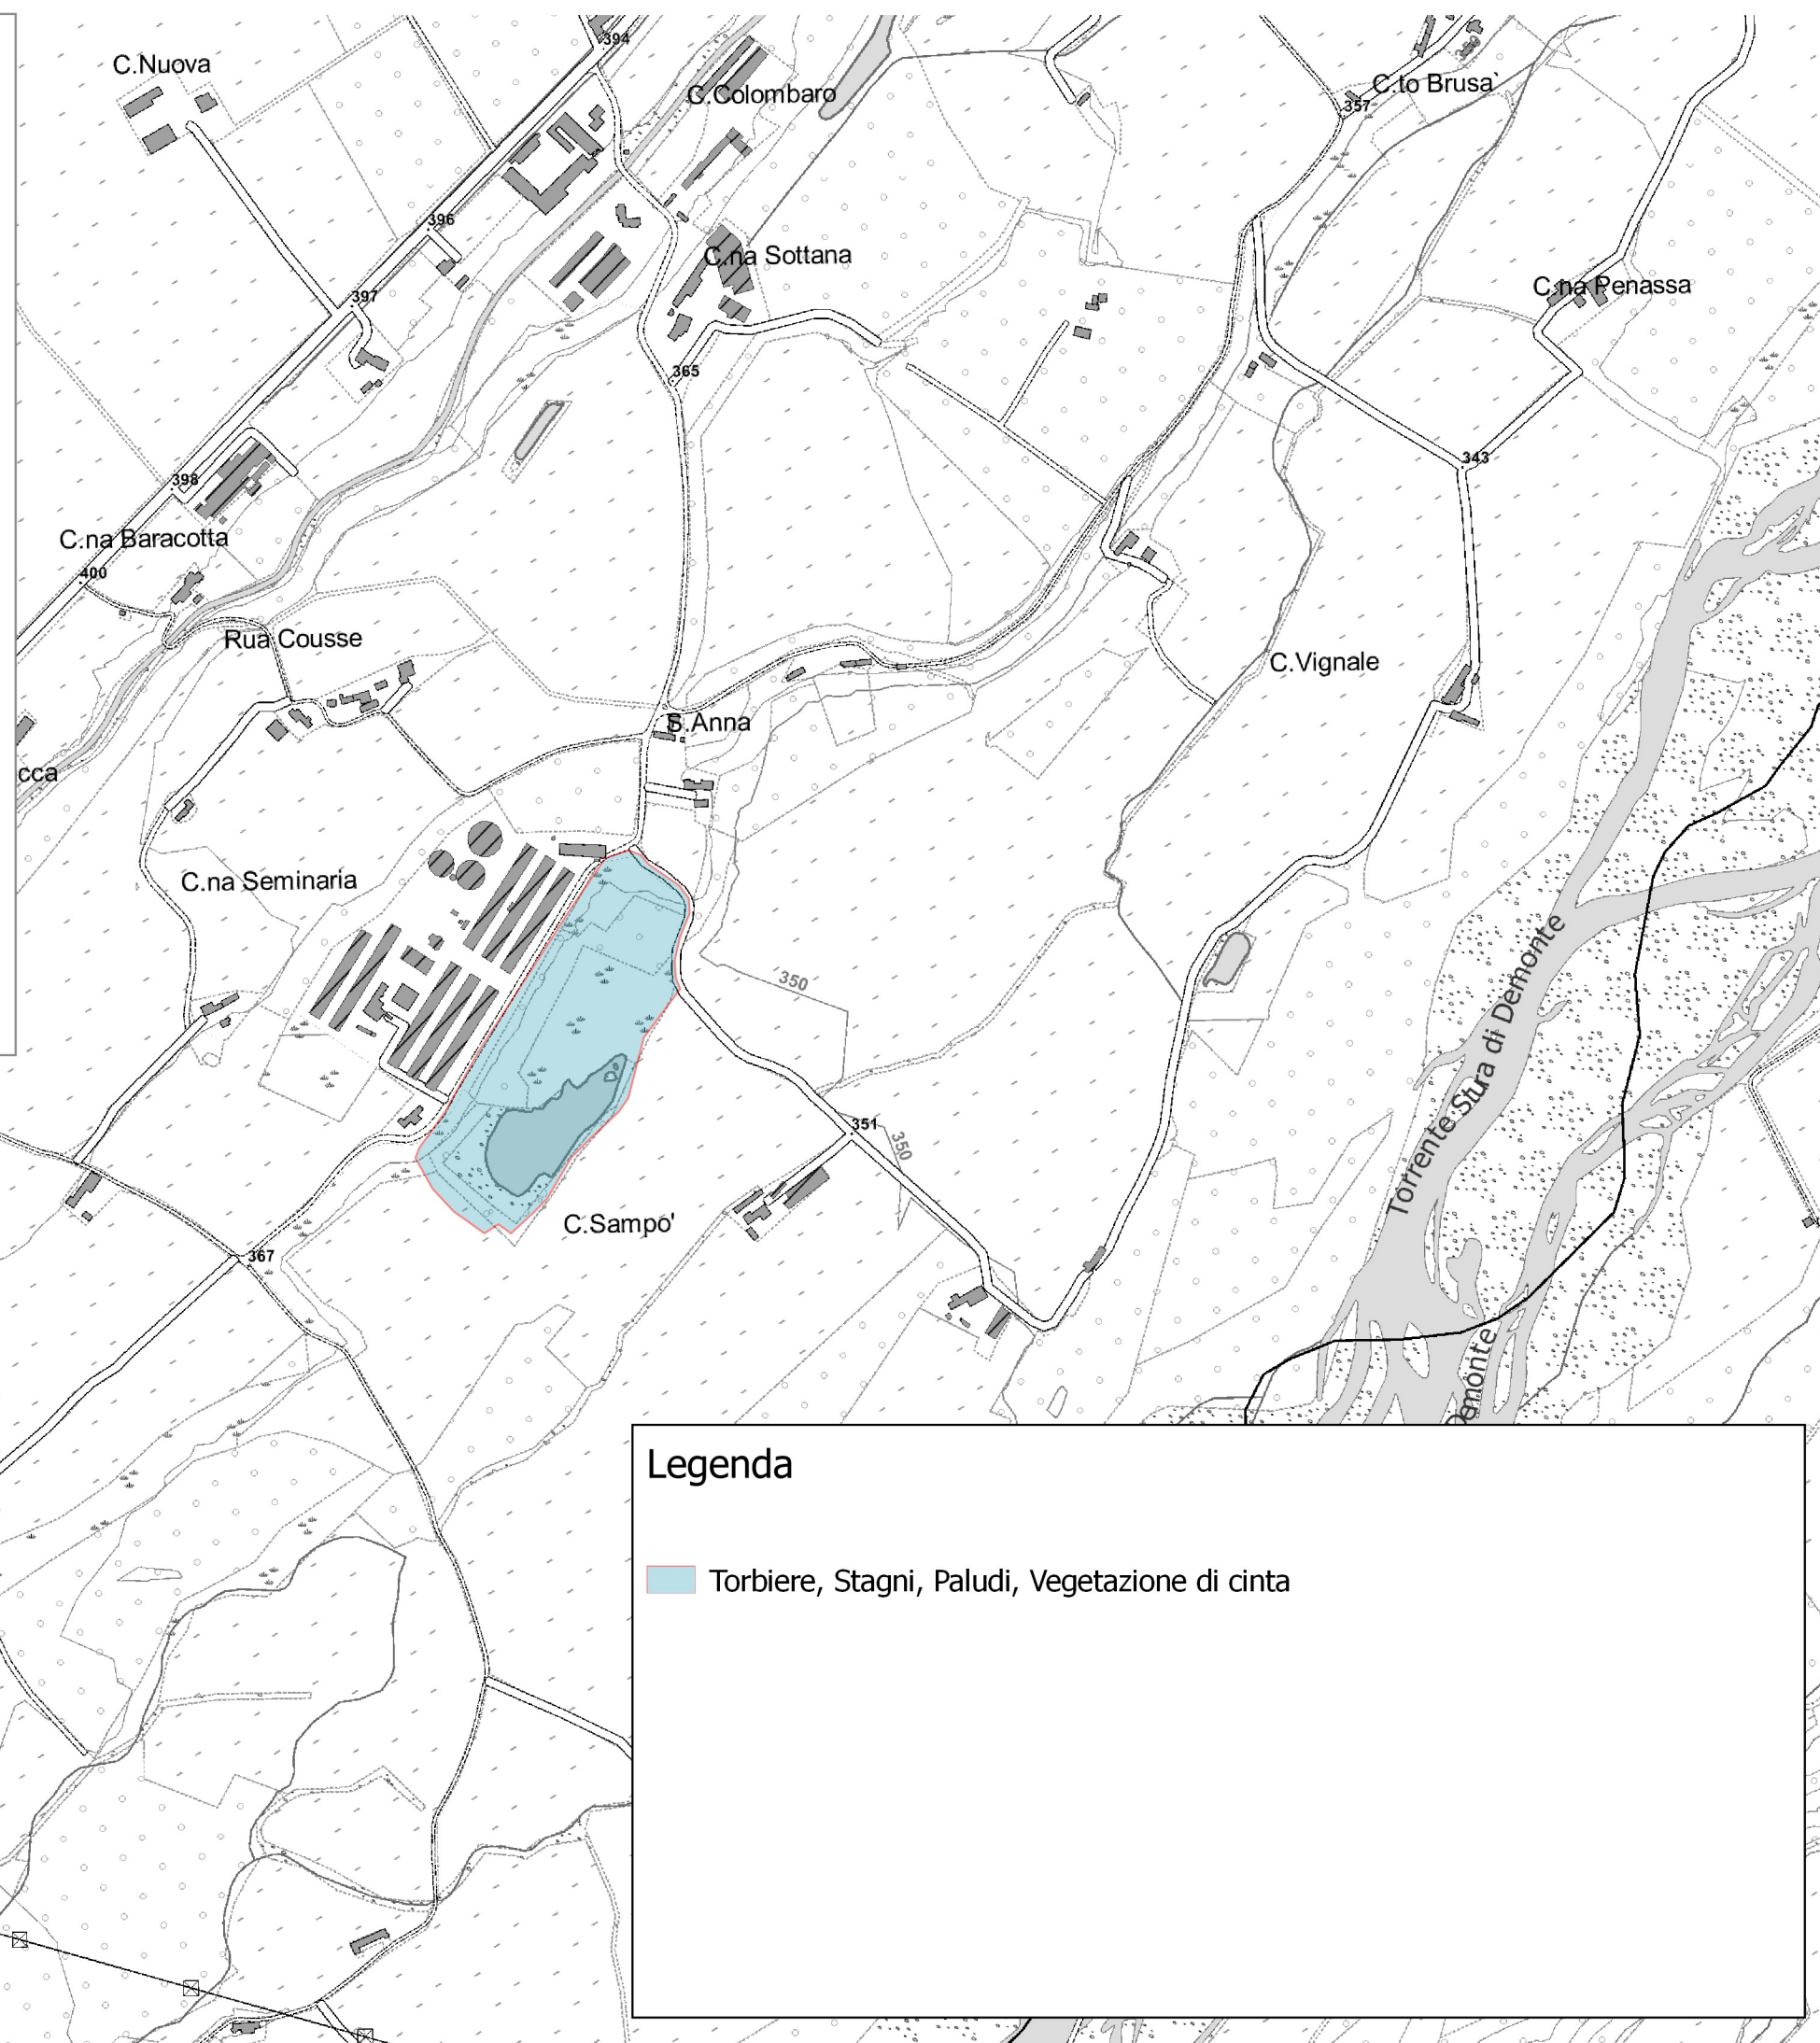 394
C.Nuova
C.Colombaro
C.to Brusa`
357
396
C.na Sottana
C.na Penassa
397
365
343
398
C.na Baracotta
400
Rua Cousse
C.Vignale
S.Anna
cca
C.na Seminaria
350
Torrente Stura di Demonte
351
350
C.Sampo'
367
Demonte
Legenda
Torbiere, Stagni, Paludi, Vegetazione di cinta